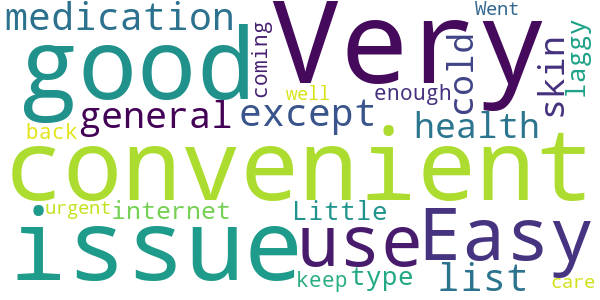 medication
Very
Went
good
coming
cold
skin
laggy
well
enough
general
except
back
health
convenient
urgent
internet
Little
issue
use
Easy
keep
type
list
care